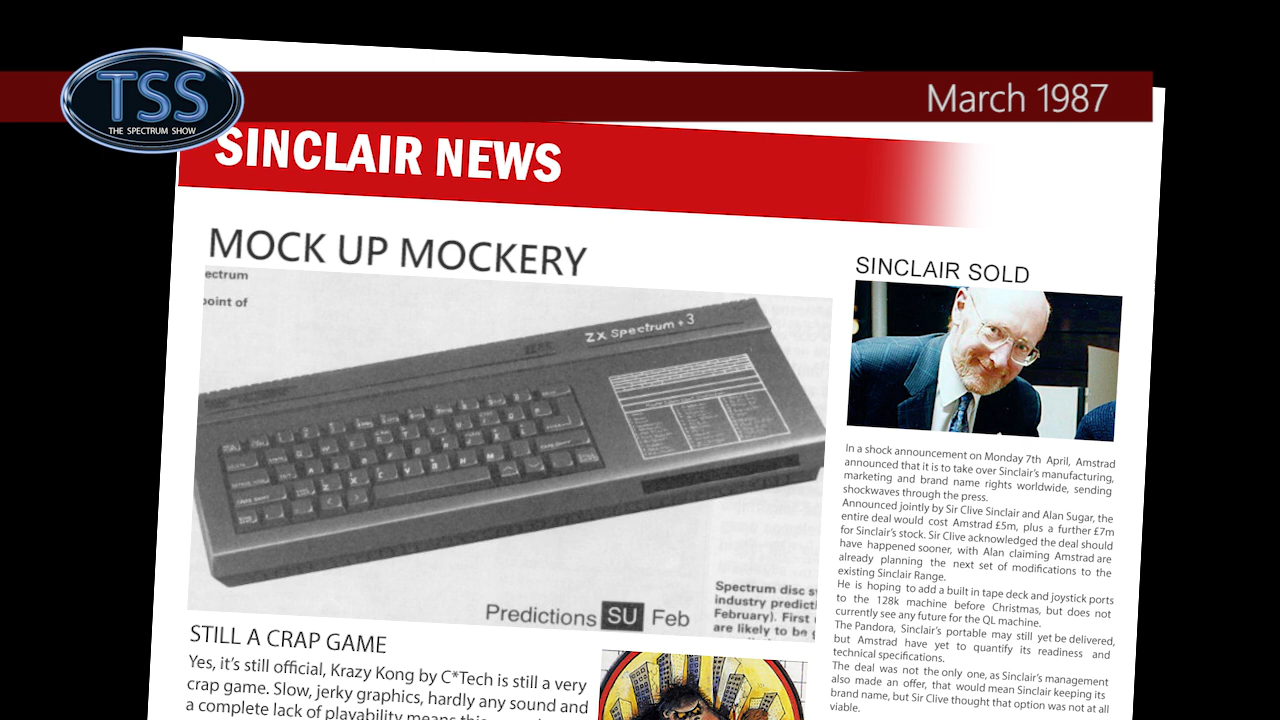 TSS
THE SPECTRUM SHOW
March 1987
SINCLAIR NEWS
MOCK UP MOCKERY
ectrum
point of
ZX Spectrum +3
Predictions SU Feb
Spectrum disc s
industry predict
February). First
are likely to be
STILL A CRAP GAME
Yes, it's still official, Krazy Kong by C*Tech is still a very
crap game. Slow, jerky graphics, hardly any sound and
a complete lack of playability means this
SINCLAIR SOLD
In a shock announcement on Monday 7th April, Amstrad
announced that it is to take over Sinclair's manufacturing,
marketing and brand name rights worldwide, sending
shockwaves through the press.
Announced jointly by Sir Clive Sinclair and Alan Sugar, the
entire deal would cost Amstrad £5m, plus a further £7m
for Sinclair's stock. Sir Clive acknowledged the deal should
have happened sooner, with Alan claiming Amstrad are
already planning the next set of modifications to the
existing Sinclair Range.
He is hoping to add a built in tape deck and joystick ports
to the 128k machine before Christmas, but does not
currently see any future for the QL machine.
The Pandora, Sinclair's portable may still yet be delivered,
but Amstrad have yet to quantify its readiness and
technical specifications.
The deal was not the only one, as Sinclair's management
also made an offer, that would mean Sinclair keeping its
brand name, but Sir Clive thought that option was not at all
viable.